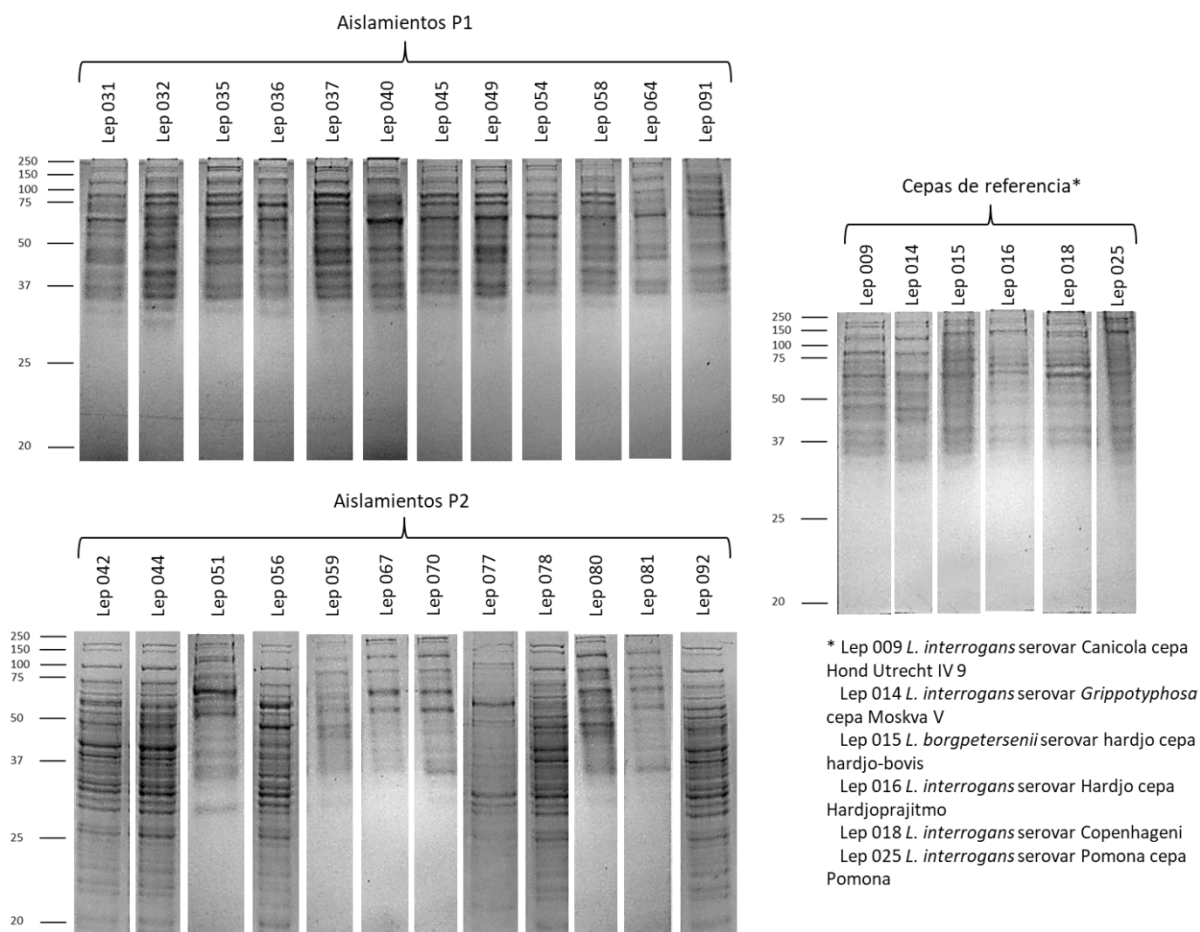 Aislamientos P1
Lep 031
Lep 032
Lep 035
Lep 036
Lep 037
Lep 040
Lep 045
Lep 049
Lep 054
Lep 058
Lep 064
Lep 091
250
150
100
75
50
37
25
20
Cepas de referencia*
Lep 009
Lep 014
Lep 015
Lep 016
Lep 018
Lep 025
250
150
100
75
50
37
25
20
Aislamientos P2
Lep 042
Lep 044
Lep 051
Lep 056
Lep 059
Lep 067
Lep 070
Lep 077
Lep 078
Lep 080
Lep 081
Lep 092
250
150
100
75
50
37
25
20
* Lep 009 L. interrogans serovar Canicola cepa
Hond Utrecht IV 9
Lep 014 L. interrogans serovar Grippotyphosa
cepa Moskva V
Lep 015 L. borgpetersenii serovar hardjo cepa
hardjo-bovis
Lep 016 L. interrogans serovar Hardjo cepa
Hardjoprajitmo
Lep 018 L. interrogans serovar Copenhageni
Lep 025 L. interrogans serovar Pomona cepa
Pomona